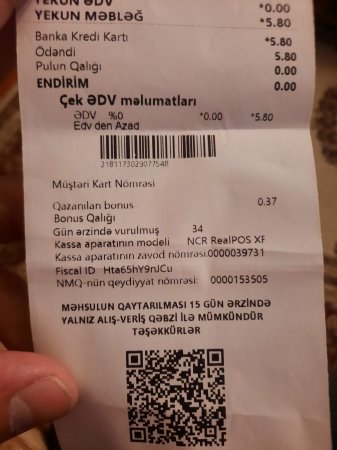 YEKUN ƏDV *0.00
YEKUN MƏBLƏĞ *5.80
Banka Kredi Kartı *5.80
Ödəndi 5.80
Pulun Qalığı 0.00
ENDİRİM 0.00
Çek ƏDV məlumatları
ƏDV %0 *0.00 *5.80
Edv den Azad
2181173029077548
Müştəri Kart Nömrəsi
Qazanılan bonus 0.37
Bonus Qalığı
Gün ərzində vurulmuş 34
Kassa aparatının modeli NCR RealPOS XF
Kassa aparatının zavod nömrəsi:0000039731
Fiscal ID Hta65hY9nJCu
NMQ-nün qeydiyyat nömrəsi: 0000153505
MƏHSULUN QAYTARILMASI 15 GÜN ƏRZİNDƏ
YALNIZ ALIŞ-VERİŞ QƏBZİ İLƏ MÜMKÜNDÜR
TƏŞƏKKÜRLƏR